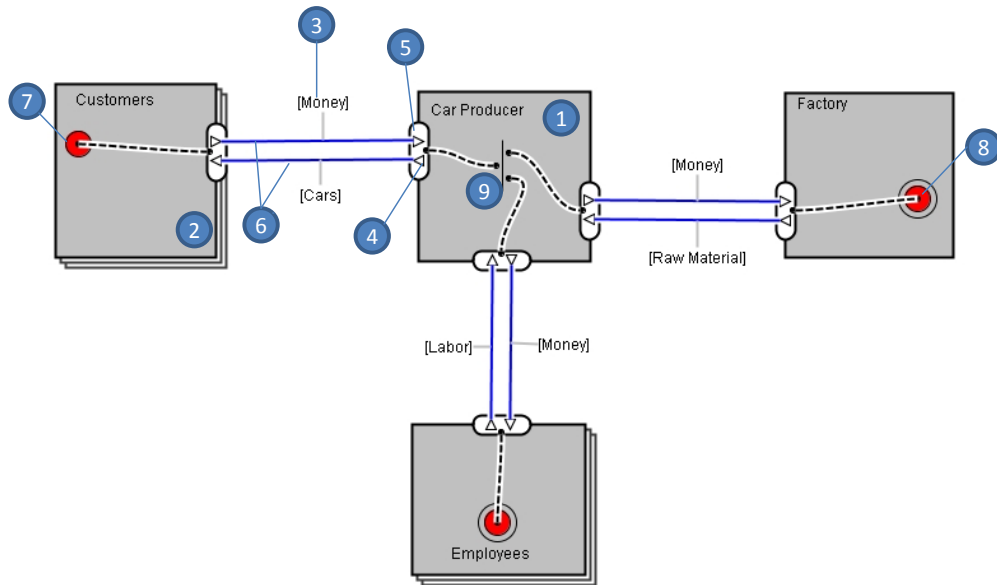 3
5
7
Customers
[Money]
Car Producer
1
Factory
[Money]
8
9
[Cars]
2
6
4
[Raw Material]
[Labor]
[Money]
Employees